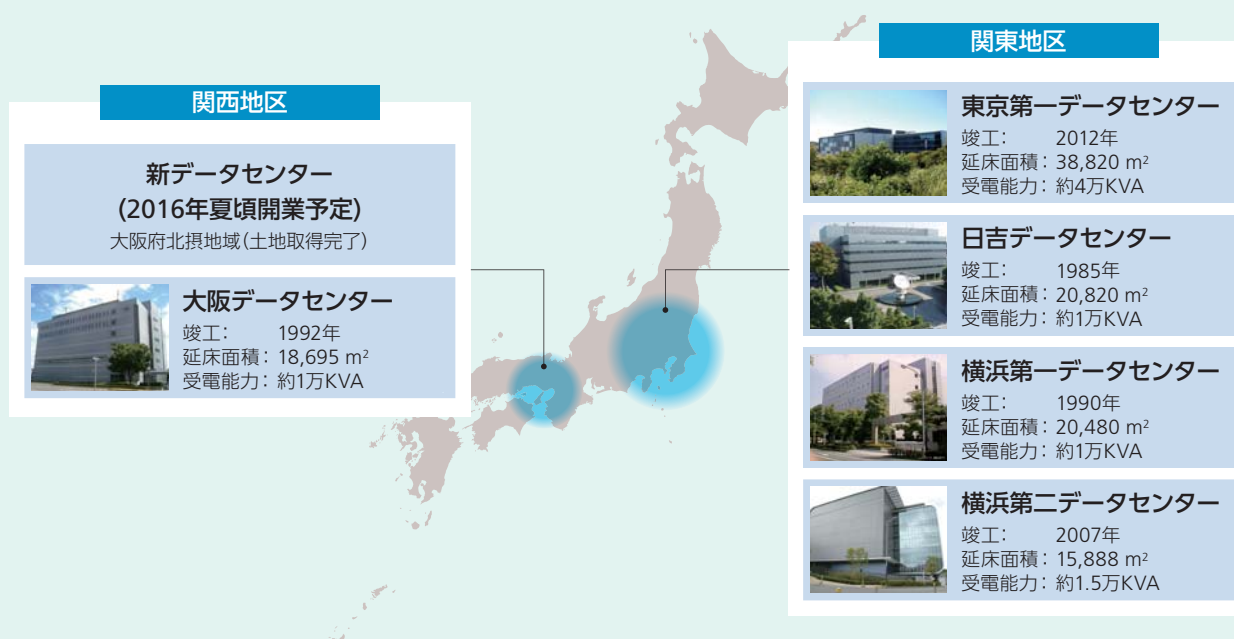 関西地区
新データセンター
(2016年夏頃開業予定)
大阪府北摂地域(土地取得完了)
大阪データセンター
竣工: 1992年
延床面積: 18,695 m²
受電能力: 約1万KVA
関東地区
東京第一データセンター
竣工: 2012年
延床面積: 38,820 m²
受電能力: 約4万KVA
日吉データセンター
竣工: 1985年
延床面積: 20,820 m²
受電能力: 約1万KVA
横浜第一データセンター
竣工: 1990年
延床面積: 20,480 m²
受電能力: 約1万KVA
横浜第二データセンター
竣工: 2007年
延床面積: 15,888 m²
受電能力: 約1.5万KVA